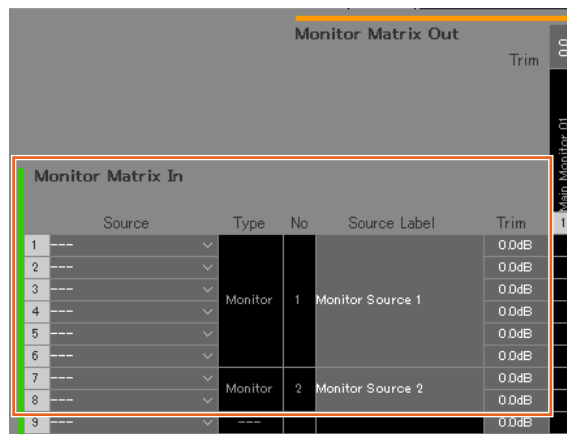 Monitor Matrix Out
Trim
Main Monitor 01
1
Monitor Matrix In
Source Type No Source Label Trim
1 --- 0.0dB
2 --- 0.0dB
3 --- 0.0dB
4 --- Monitor 1 Monitor Source 1 0.0dB
5 --- 0.0dB
6 --- 0.0dB
7 --- 0.0dB
Monitor 2 Monitor Source 2
8 --- 0.0dB
9 --- --- 0.0dB